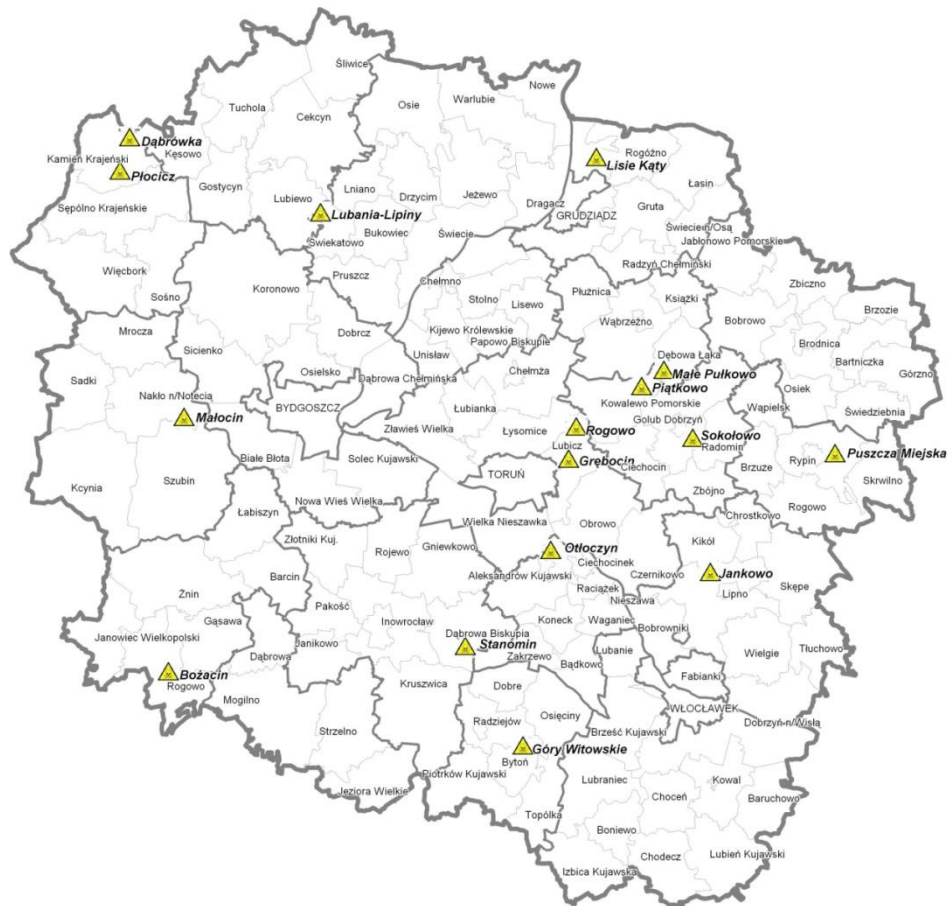 Śliwice
Nowe
Osie
Warlubie
Tuchola
Cekcyn
Dąbrówka
Kęsowo
Kamień Krajeński
Płocicz
Rogóźno
Lisie Kąty
Gostycyn
Lubiewo
Lniano
Drzycim
Jeżewo
Łasin
Sępólno Krajeńskie
Lubania-Lipiny
Dragacz
GRUDZIĄDZ
Gruta
Bukowiec
Świecie
Świecie n/Osą
Świekatowo
Jabłonowo Pomorskie
Więcbork
Pruszcz
Radzyń Chełmiński
Sośno
Koronowo
Chełmno
Stolno
Lisewo
Płużnica
Książki
Zbiczno
Brzozie
Mrocza
Dobrcz
Kijewo Królewskie
Wąbrzeźno
Bobrowo
Sicienko
Papowo Biskupie
Brodnica
Unisław
Dębowa Łąka
Bartniczka
Osielsko
Chełmża
Małe Pułkowo
Górzno
Sadki
Dąbrowa Chełmińska
Piątkowo
Osiek
Nakło n/Notecią
BYDGOSZCZ
Łubianka
Kowalewo Pomorskie
Wąpielsk
Świedziebnia
Małocin
Zławieś Wielka
Łysomice
Rogowo
Golub Dobrzyń
Sokołowo
Lubicz
Radomin
Białe Błota
Solec Kujawski
Grębocin
Ciechocin
Brzuze
Rypin
Puszcza Miejska
TORUŃ
Kcynia
Szubin
Zbójno
Skrwilno
Nowa Wieś Wielka
Rogowo
Łabiszyn
Chrostkowo
Wielka Nieszawka
Obrowo
Złotniki Kuj.
Rojewo
Gniewkowo
Kikół
Otłoczyn
Ciechocinek
Aleksandrów Kujawski
Czernikowo
Jankowo
Barcin
Raciążek
Skępe
Żnin
Lipno
Pakość
Nieszawa
Gąsawa
Inowrocław
Koneck
Waganiec
Bobrowniki
Janowiec Wielkopolski
Janikowo
Dąbrowa Biskupia
Stanomin
Lubanie
Tłuchowo
Dąbrowa
Zakrzewo
Bądkowo
Wielgie
Bożacin
Fabianki
Rogowo
Mogilno
Kruszwica
Dobre
WŁOCŁAWEK
Radziejów
Osięciny
Dobrzyń n/Wisłą
Strzelno
Brześć Kujawski
Góry Witowskie
Bytoń
Piotrków Kujawski
Lubraniec
Kowal
Jeziora Wielkie
Choceń
Baruchowo
Topólka
Boniewo
Chodecz
Lubień Kujawski
Izbica Kujawska